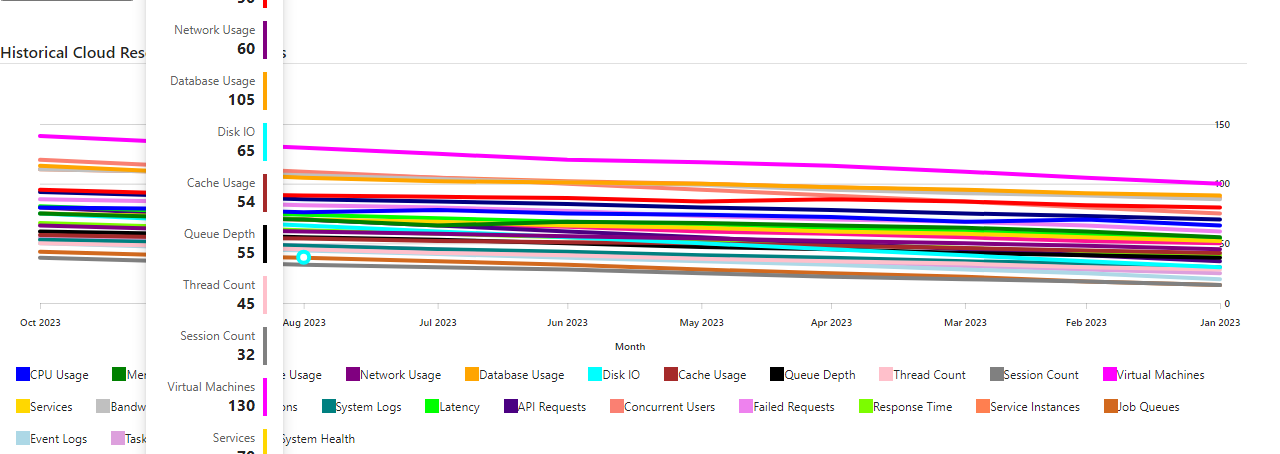 Network Usage
60
Historical Cloud Res s
Database Usage
105
Disk IO
65
Cache Usage
54
Queue Depth
55
Thread Count
45
Session Count
32
Virtual Machines
130
Services
150
100
50
0
Oct 2023 Aug 2023 Jul 2023 Jun 2023 May 2023 Apr 2023 Mar 2023 Feb 2023 Jan 2023
Month
CPU Usage Mer e Usage Network Usage Database Usage Disk IO Cache Usage Queue Depth Thread Count Session Count Virtual Machines
Services Bandw ons System Logs Latency API Requests Concurrent Users Failed Requests Response Time Service Instances Job Queues
Event Logs Task System Health